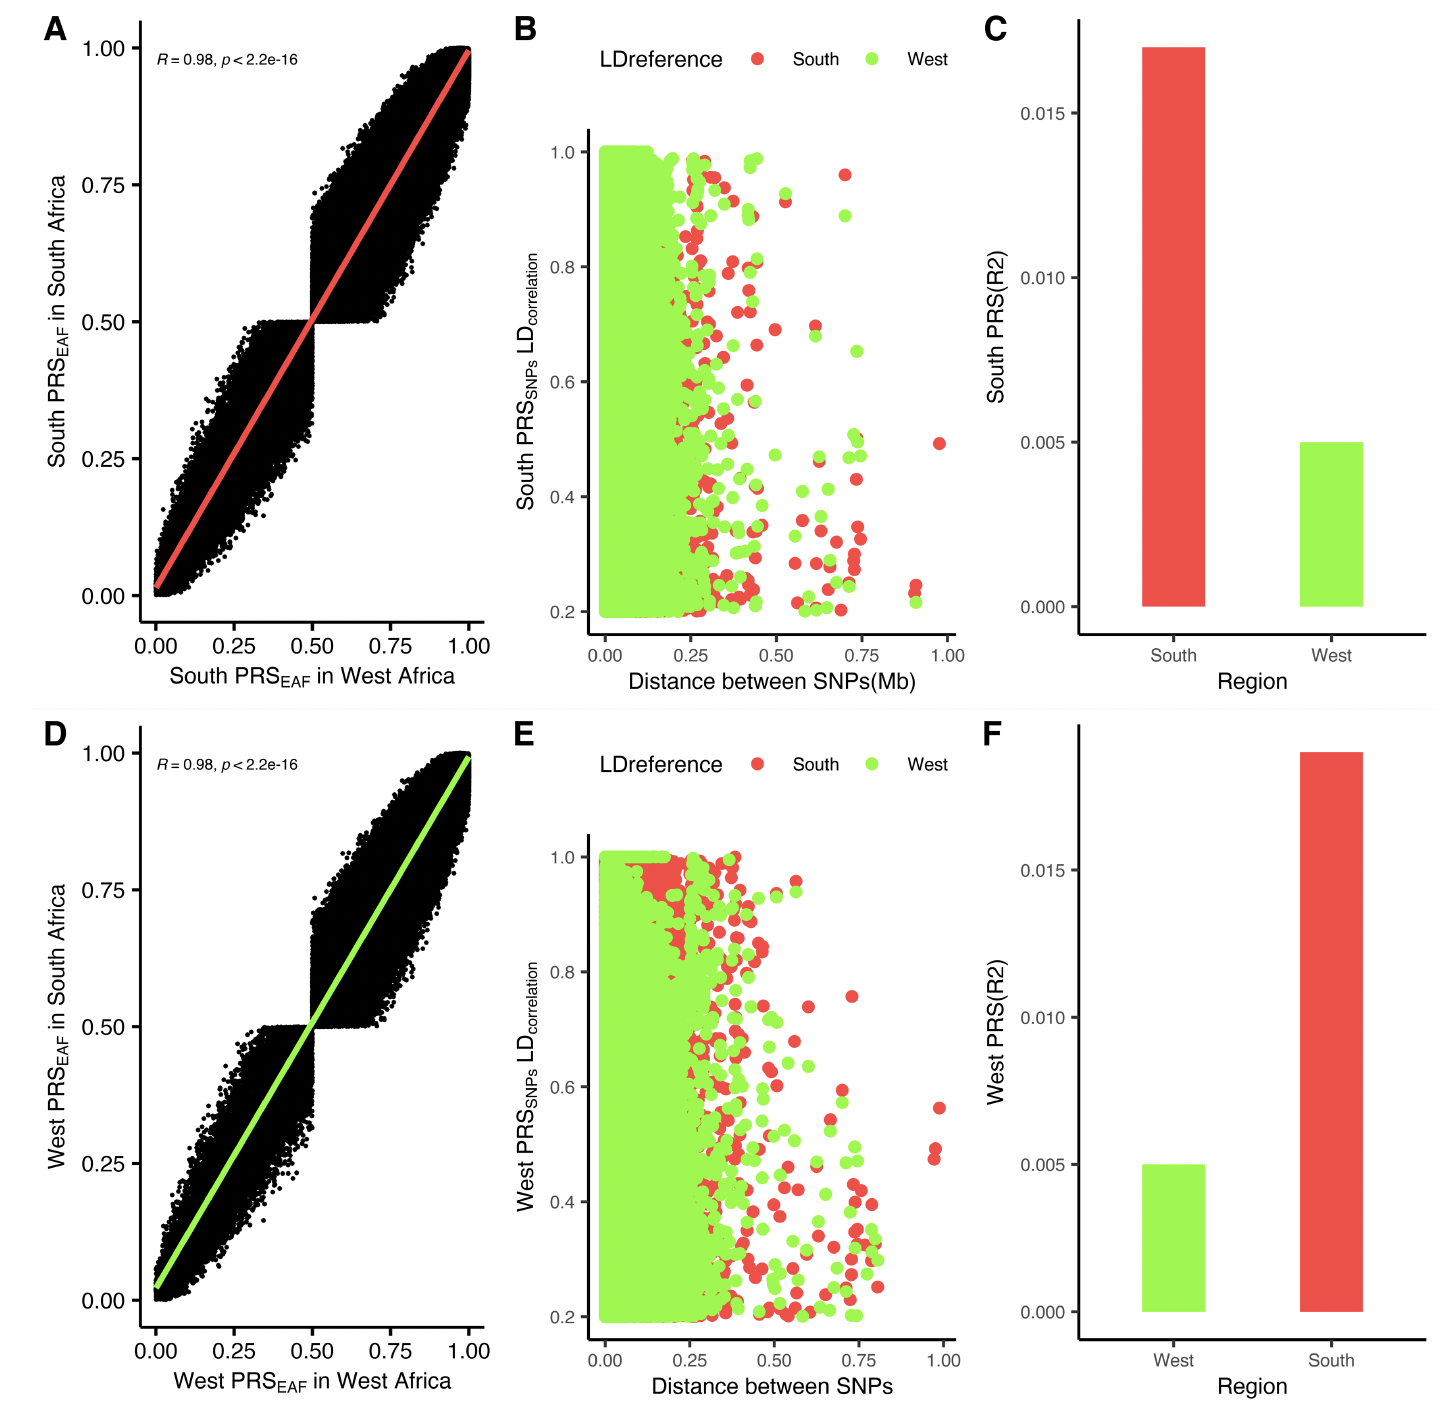 A
R = 0.98, p < 2.2e-16
1.00
0.75
0.50
0.25
0.00
South PRSEAF in South Africa
0.00 0.25 0.50 0.75 1.00
South PRSEAF in West Africa
B
LDreference South West
1.0
0.8
0.6
0.4
0.2
South PRSSNPs LDcorrelation
0.00 0.25 0.50 0.75 1.00
Distance between SNPs(Mb)
C
0.015
0.010
0.005
0.000
South PRS(R2)
South West
Region
D
R = 0.98, p < 2.2e-16
1.00
0.75
0.50
0.25
0.00
West PRSEAF in South Africa
0.00 0.25 0.50 0.75 1.00
West PRSEAF in West Africa
E
LDreference South West
1.0
0.8
0.6
0.4
0.2
West PRSSNPs LDcorrelation
0.00 0.25 0.50 0.75 1.00
Distance between SNPs
F
0.015
0.010
0.005
0.000
West PRS(R2)
West South
Region